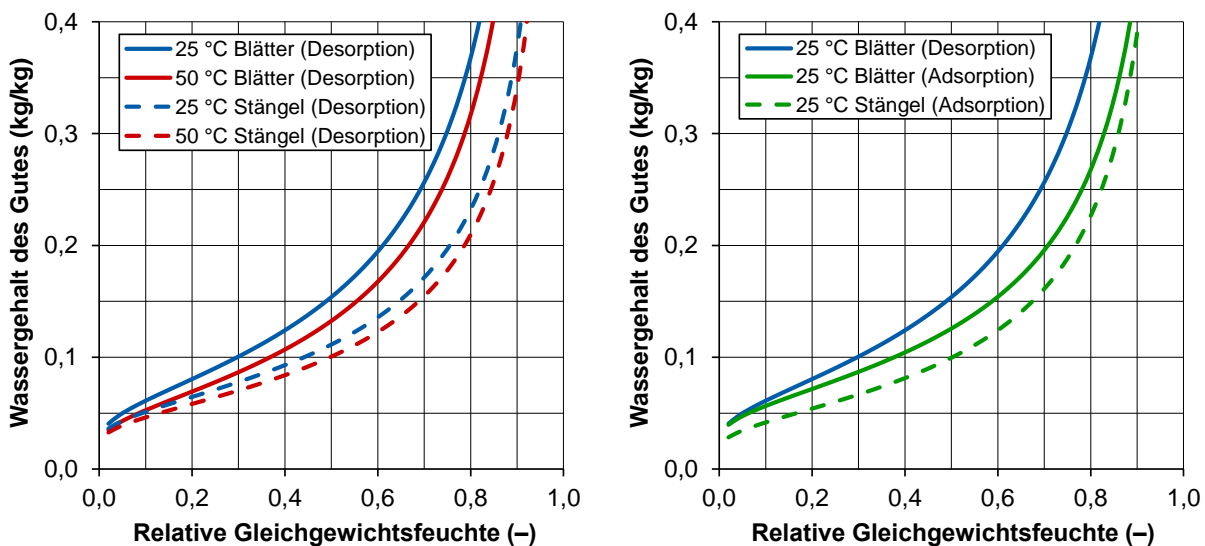 0,4
0,3
0,2
0,1
0,0
Wassergehalt des Gutes (kg/kg)
25 °C Blätter (Desorption)
50 °C Blätter (Desorption)
25 °C Stängel (Desorption)
50 °C Stängel (Desorption)
0,0 0,2 0,4 0,6 0,8 1,0
Relative Gleichgewichtsfeuchte (–)
0,4
0,3
0,2
0,1
0,0
Wassergehalt des Gutes (kg/kg)
25 °C Blätter (Desorption)
25 °C Blätter (Adsorption)
25 °C Stängel (Adsorption)
0,0 0,2 0,4 0,6 0,8 1,0
Relative Gleichgewichtsfeuchte (–)